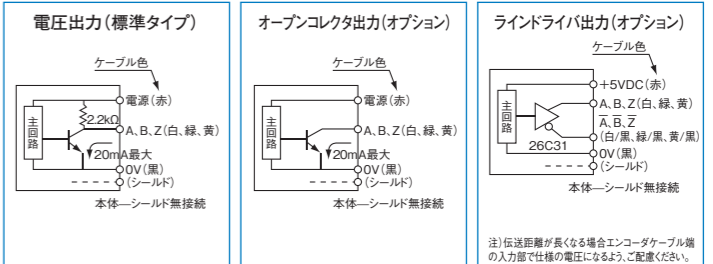 電圧出力(標準タイプ)
ケーブル色
主回路
電源(赤)
2.2kΩ
A、B、Z(白、緑、黄)
20mA最大
0V(黒)
(シールド)
本体―シールド無接続
オープンコレクタ出力(オプション)
ケーブル色
主回路
電源(赤)
A、B、Z(白、緑、黄)
20mA最大
0V(黒)
(シールド)
本体―シールド無接続
ラインドライバ出力(オプション)
ケーブル色
主回路
+5VDC(赤)
A、B、Z(白、緑、黄)
A̅、B̅、Z̅
(白/黒、緑/黒、黄/黒)
26C31
0V(黒)
(シールド)
本体―シールド無接続
注)伝送距離が長くなる場合エンコーダケーブル端
の入力部で仕様の電圧になるよう、ご配慮ください。